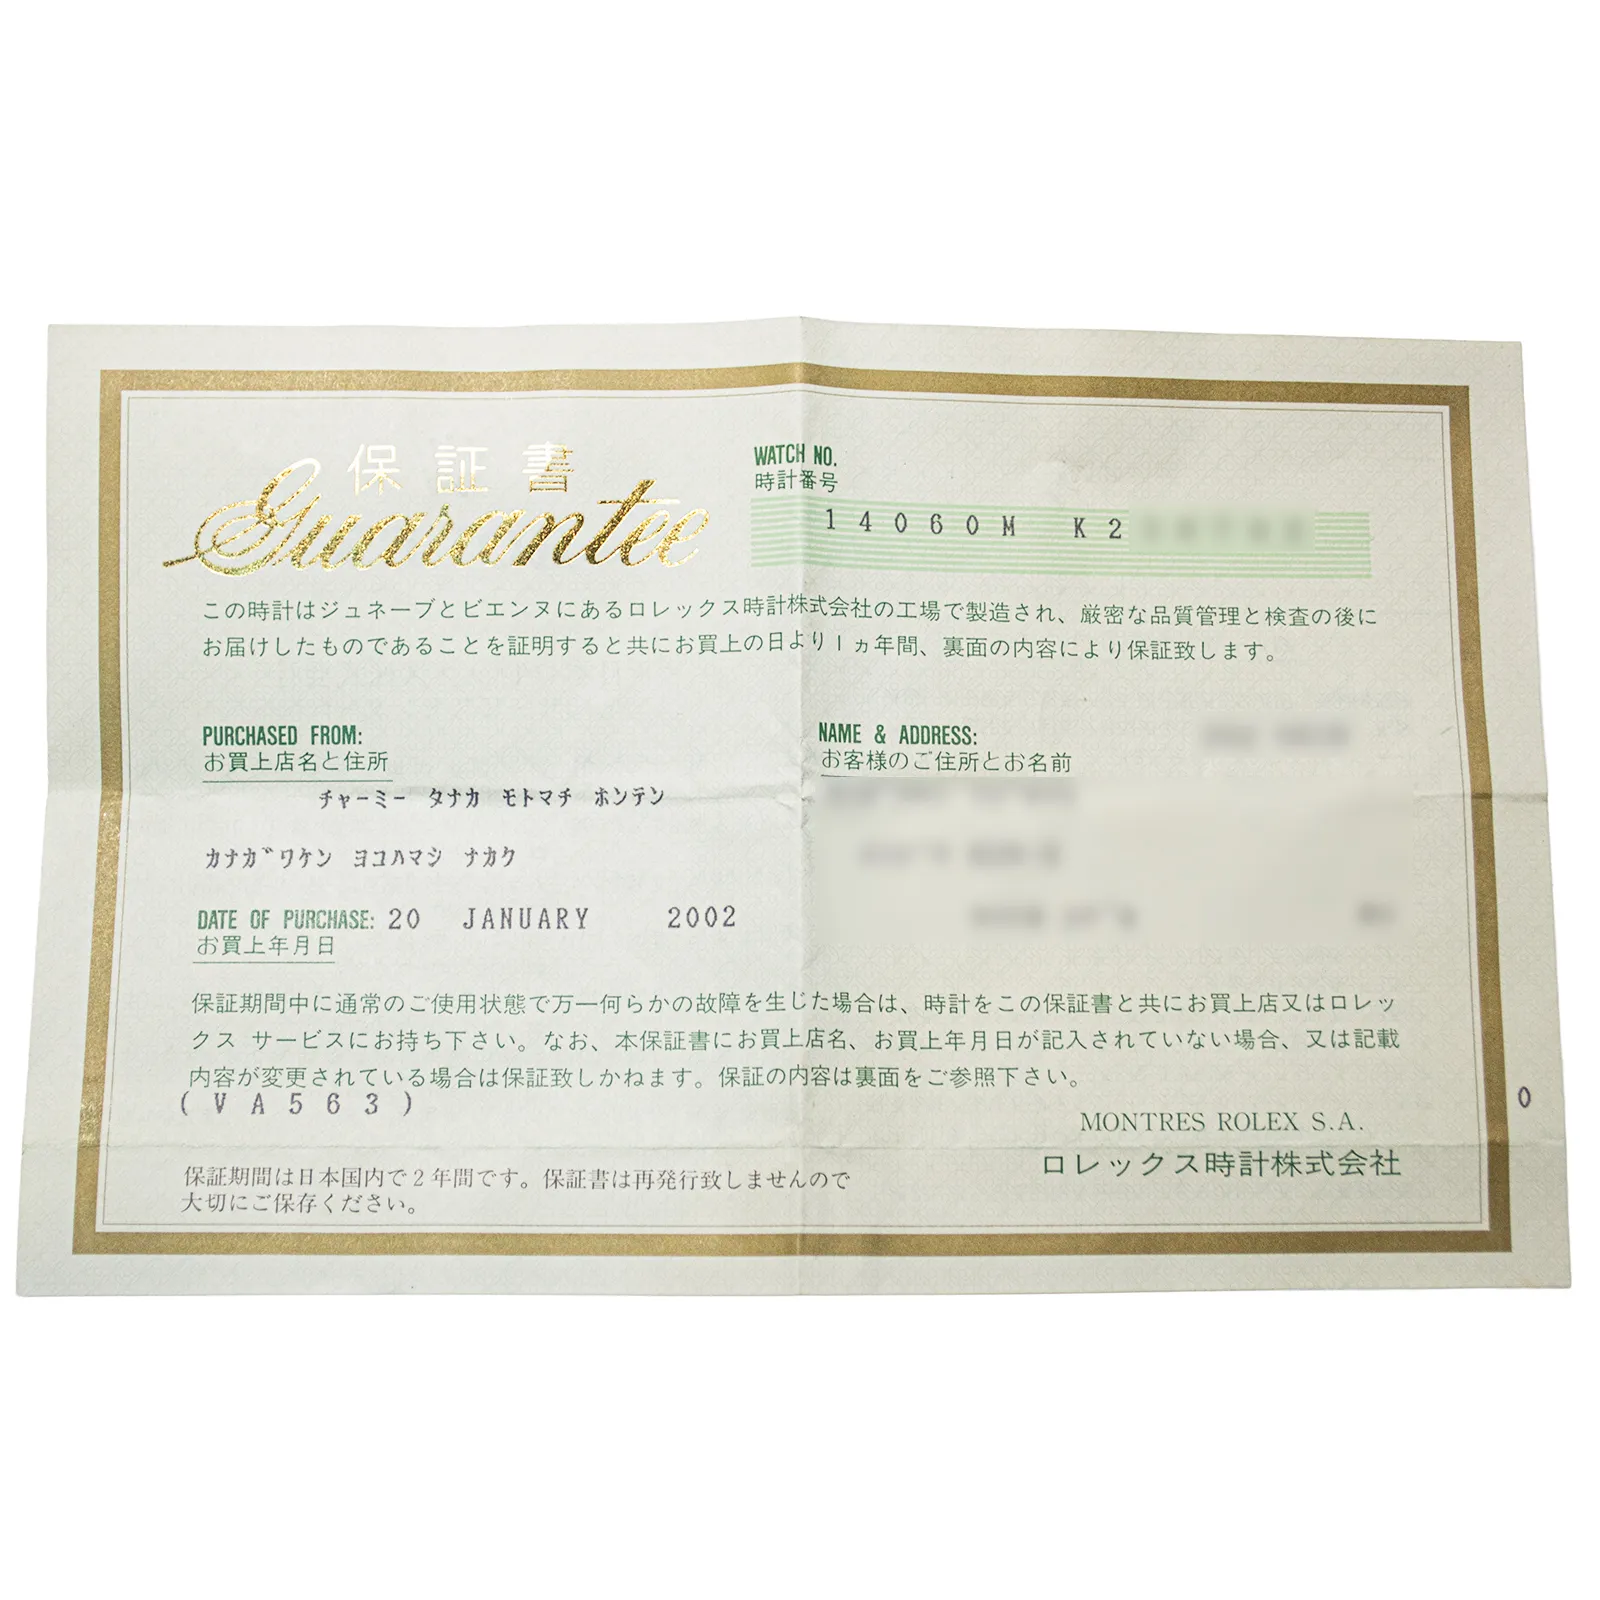 保証書
Guarantee
WATCH NO.
時計番号
14060M K2
この時計はジュネーブとビエンヌにあるロレックス時計株式会社の工場で製造され、厳密な品質管理と検査の後に
お届けしたものであることを証明すると共にお買上の日より1ヵ年間、裏面の内容により保証致します。
PURCHASED FROM:
お買上店名と住所
チャーミー タナカ モトマチ ホンテン
カナガワケン ヨコハマシ ナカク
NAME & ADDRESS:
お客様のご住所とお名前
DATE OF PURCHASE: 20 JANUARY 2002
お買上年月日
保証期間中に通常のご使用状態で万一何らかの故障を生じた場合は、時計をこの保証書と共にお買上店又はロレッ
クス サービスにお持ち下さい。なお、本保証書にお買上店名、お買上年月日が記入されていない場合、又は記載
内容が変更されている場合は保証致しかねます。保証の内容は裏面をご参照下さい。
(VA563)
0
MONTRES ROLEX S.A.
ロレックス時計株式会社
保証期間は日本国内で2年間です。保証書は再発行致しませんので
大切にご保存ください。